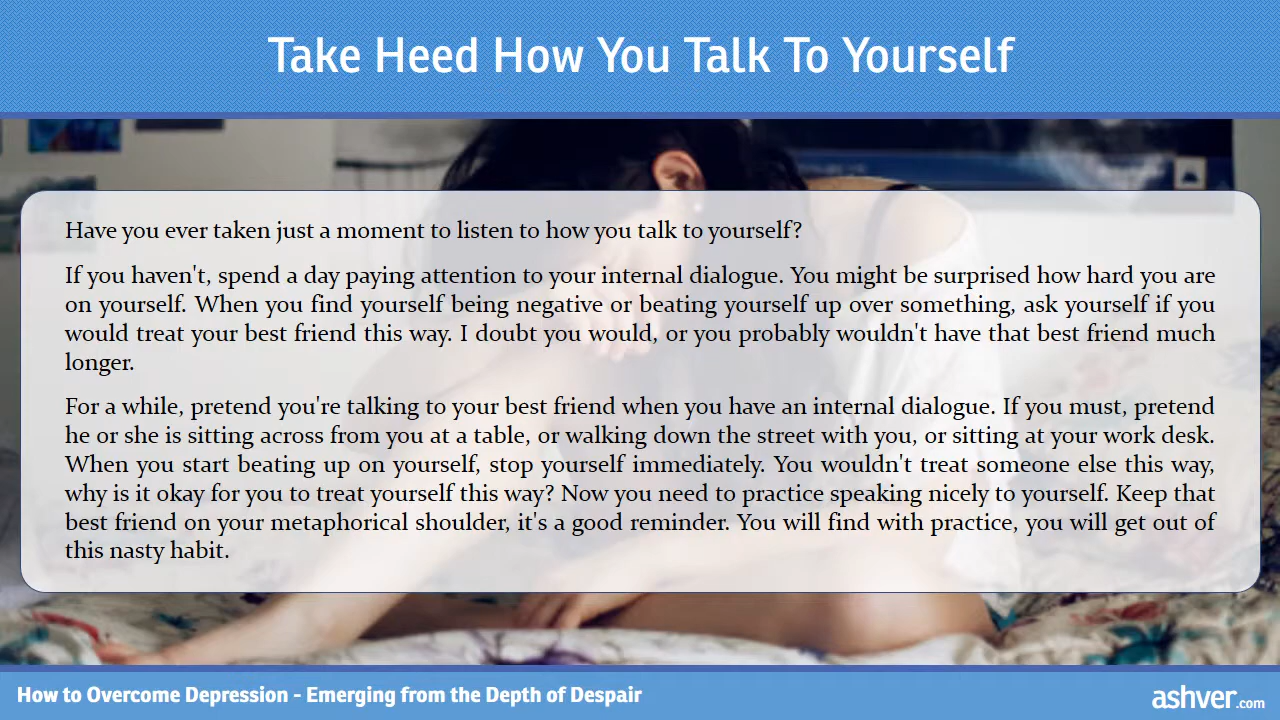 Take Heed How You Talk To Yourself
Have you ever taken just a moment to listen to how you talk to yourself?
If you haven't, spend a day paying attention to your internal dialogue. You might be surprised how hard you are
on yourself. When you find yourself being negative or beating yourself up over something, ask yourself if you
would treat your best friend this way. I doubt you would, or you probably wouldn't have that best friend much
longer.
For a while, pretend you're talking to your best friend when you have an internal dialogue. If you must, pretend
he or she is sitting across from you at a table, or walking down the street with you, or sitting at your work desk.
When you start beating up on yourself, stop yourself immediately. You wouldn't treat someone else this way,
why is it okay for you to treat yourself this way? Now you need to practice speaking nicely to yourself. Keep that
best friend on your metaphorical shoulder, it's a good reminder. You will find with practice, you will get out of
this nasty habit.
How to Overcome Depression - Emerging from the Depth of Despair
ashver.com